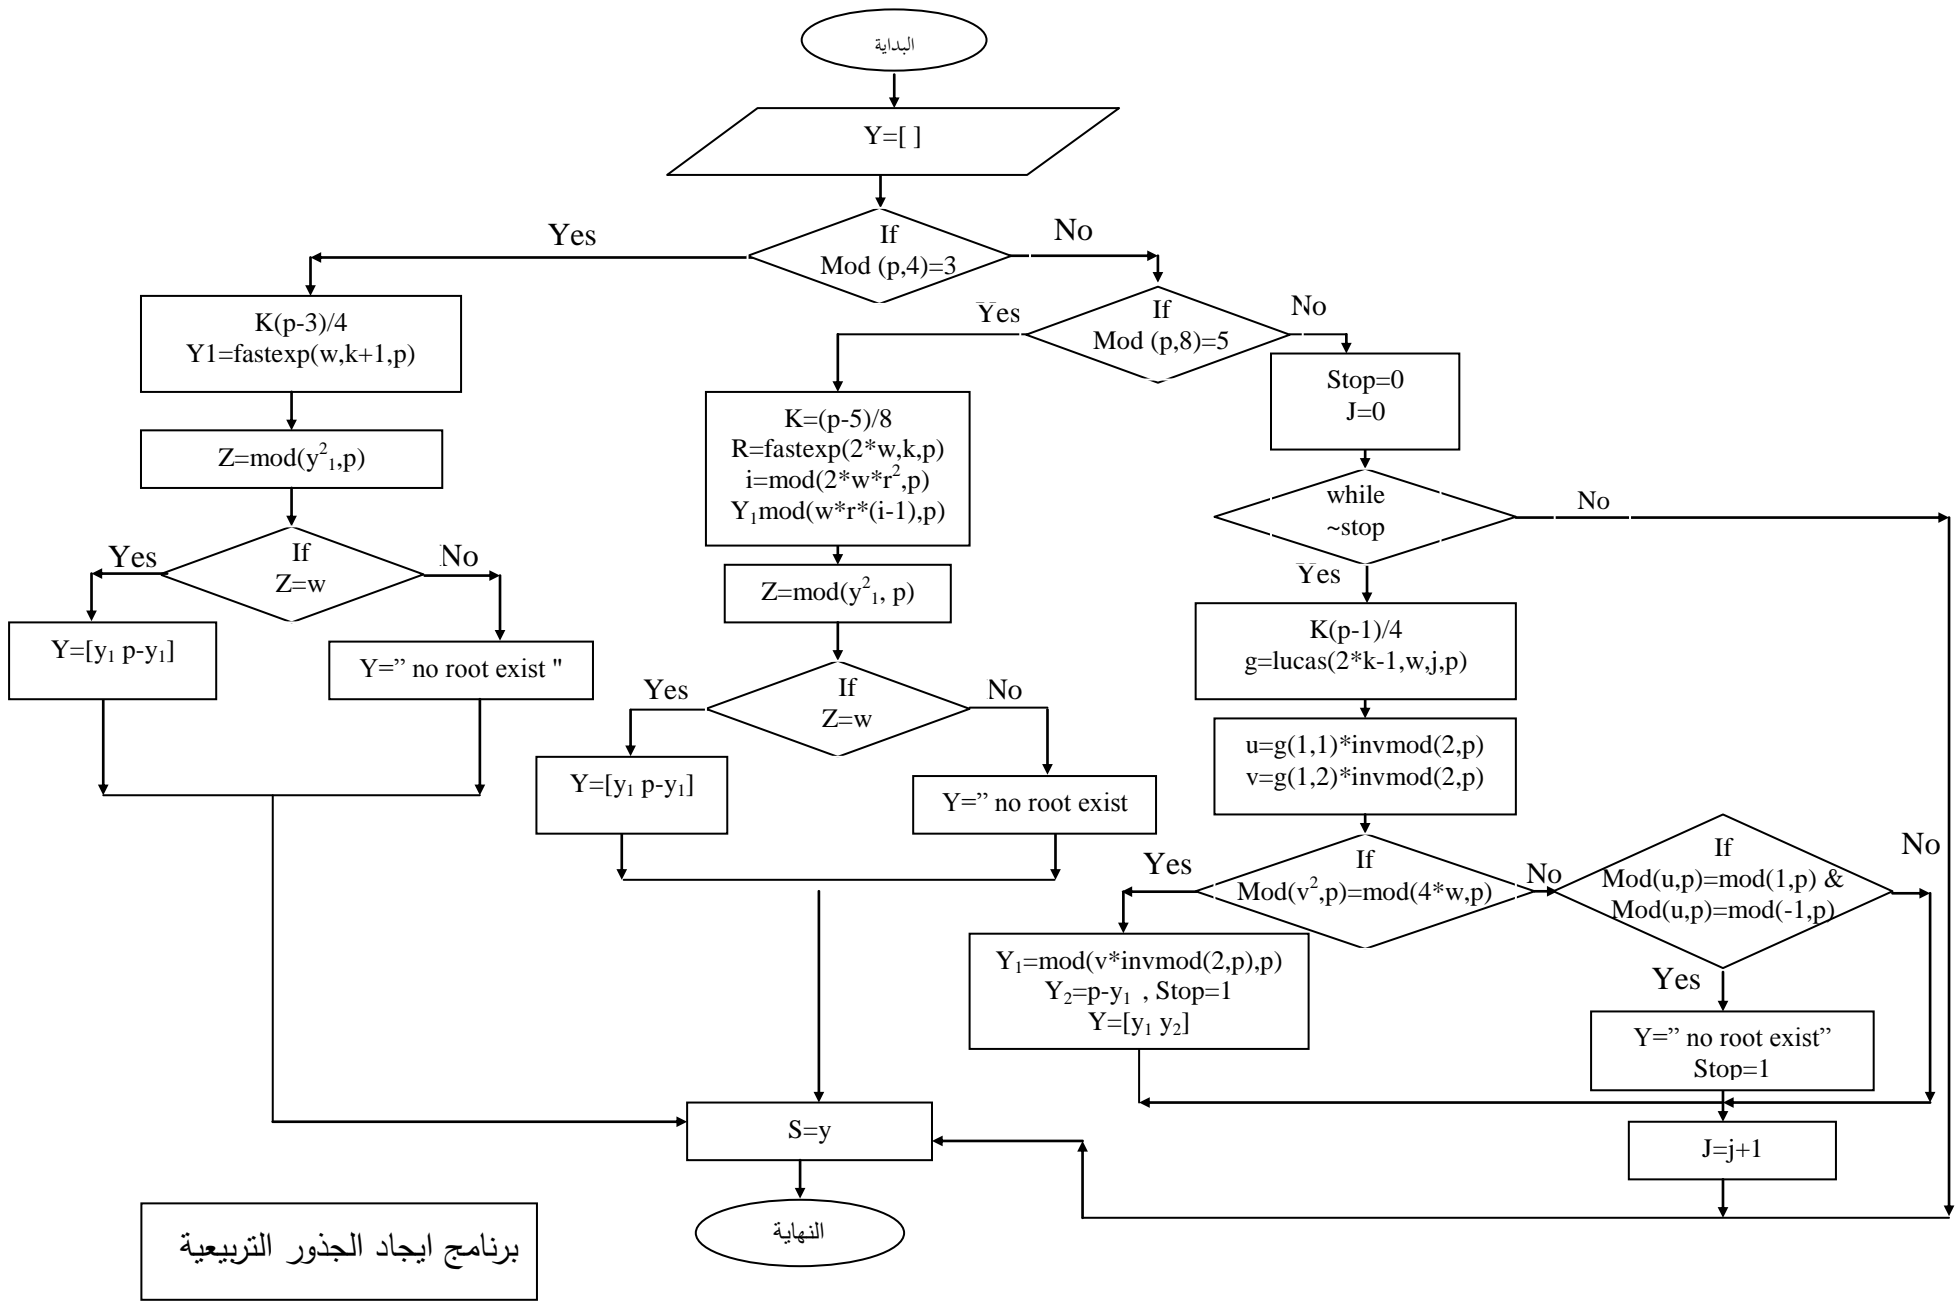 البداية
Y=[ ]
If
Mod (p,4)=3
Yes
No
K(p-3)/4
Y1=fastexp(w,k+1,p)
Z=mod(y²₁,p)
If
Z=w
Yes
No
Y=[y₁ p-y₁]
Y=” no root exist "
If
Mod (p,8)=5
Yes
No
K=(p-5)/8
R=fastexp(2*w,k,p)
i=mod(2*w*r²,p)
Y₁mod(w*r*(i-1),p)
Z=mod(y²₁, p)
If
Z=w
Yes
No
Y=[y₁ p-y₁]
Y=” no root exist
Stop=0
J=0
while
~stop
No
Yes
K(p-1)/4
g=lucas(2*k-1,w,j,p)
u=g(1,1)*invmod(2,p)
v=g(1,2)*invmod(2,p)
If
Mod(v²,p)=mod(4*w,p)
Yes
No
Y₁=mod(v*invmod(2,p),p)
Y₂=p-y₁ , Stop=1
Y=[y₁ y₂]
If
Mod(u,p)=mod(1,p) &
Mod(u,p)=mod(-1,p)
No
Yes
Y=” no root exist”
Stop=1
J=j+1
S=y
النهاية
برنامج ايجاد الجذور التربيعية